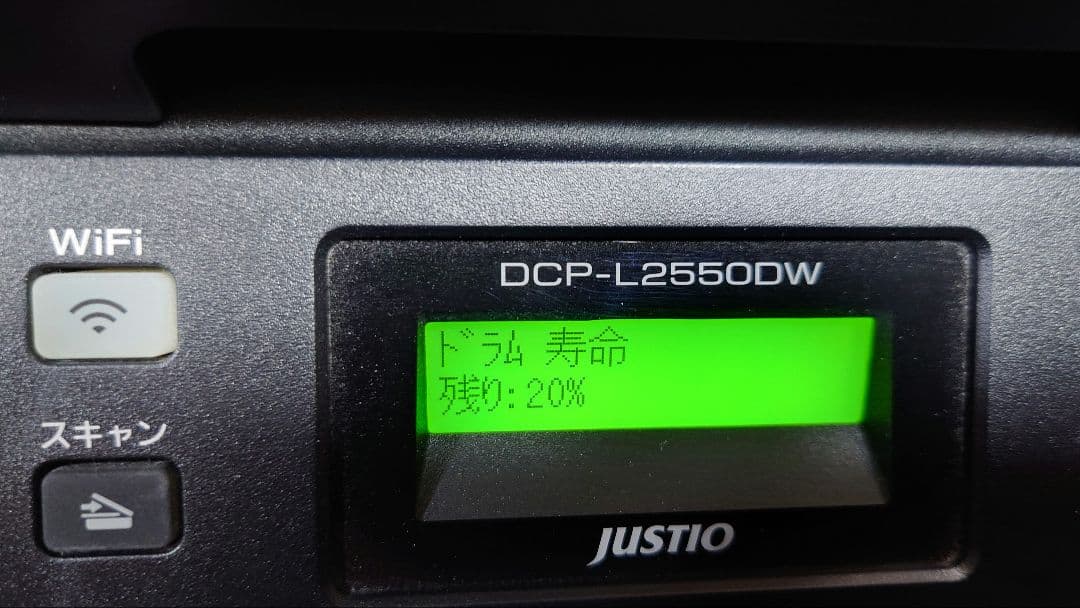 WiFi
DCP-L2550DW
ドラム 寿命
残り:20%
スキャン
JUSTIO